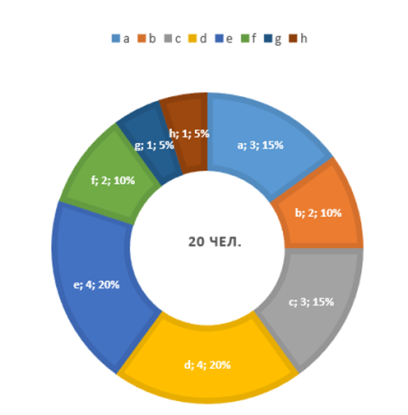 a b c d e f g h
h; 1; 5%
g; 1; 5%
a; 3; 15%
f; 2; 10%
b; 2; 10%
20 ЧЕЛ.
e; 4; 20%
c; 3; 15%
d; 4; 20%